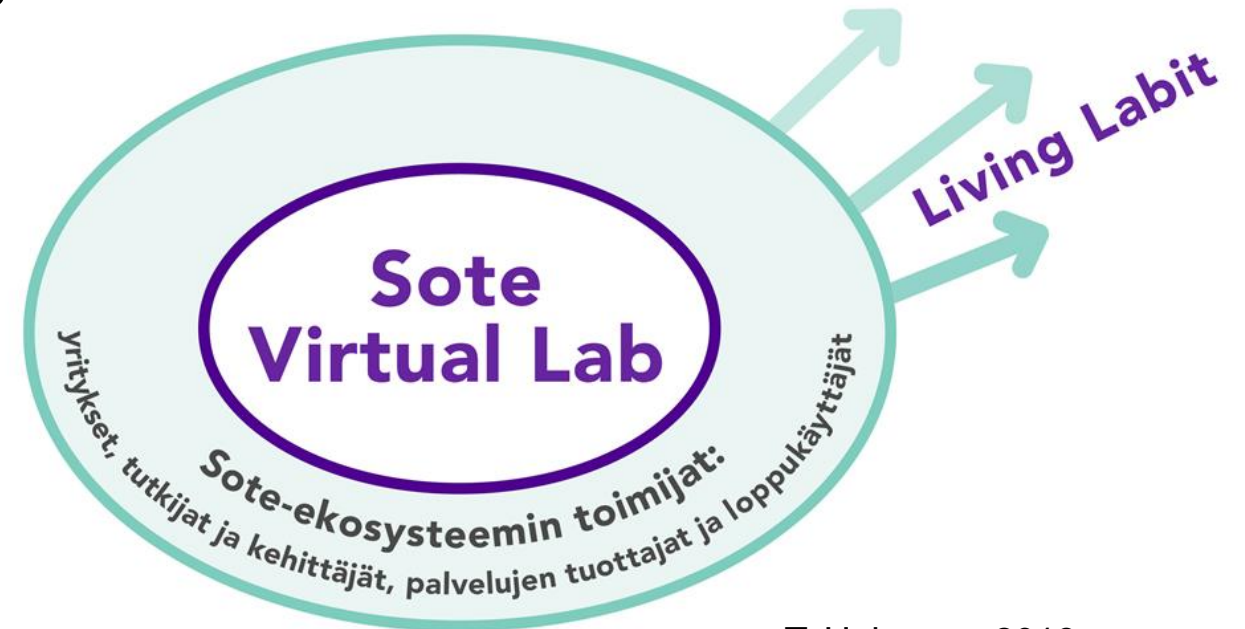 Living Labit
Sote
Virtual Lab
Sote-ekosysteemin toimijat:
yritykset, tutkijat ja kehittäjät, palvelujen tuottajat ja loppukäyttäjät